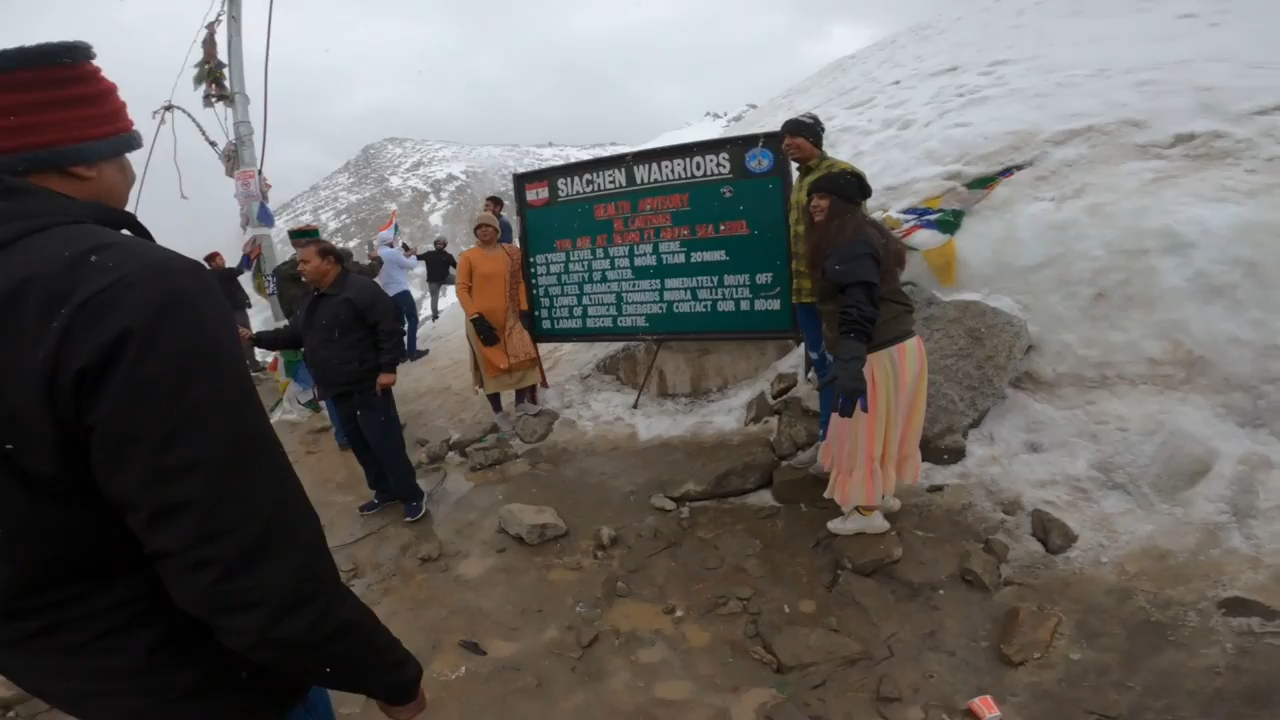 SIACHEN WARRIORS
HEALTH ADVISORY
BE CAUTIOUS
YOU ARE AT 18,000 FT. ABOVE SEA LEVEL
• OXYGEN LEVEL IS VERY LOW HERE.
• DO NOT HALT HERE FOR MORE THAN 20MINS.
• DRINK PLENTY OF WATER.
• IF YOU FEEL HEADACHE/DIZZINESS IMMEDIATELY DRIVE OFF
TO LOWER ALTITUDE TOWARDS NUBRA VALLEY/LEH.
• IN CASE OF MEDICAL EMERGENCY CONTACT OUR MI ROOM
OR LADAKH RESCUE CENTRE.